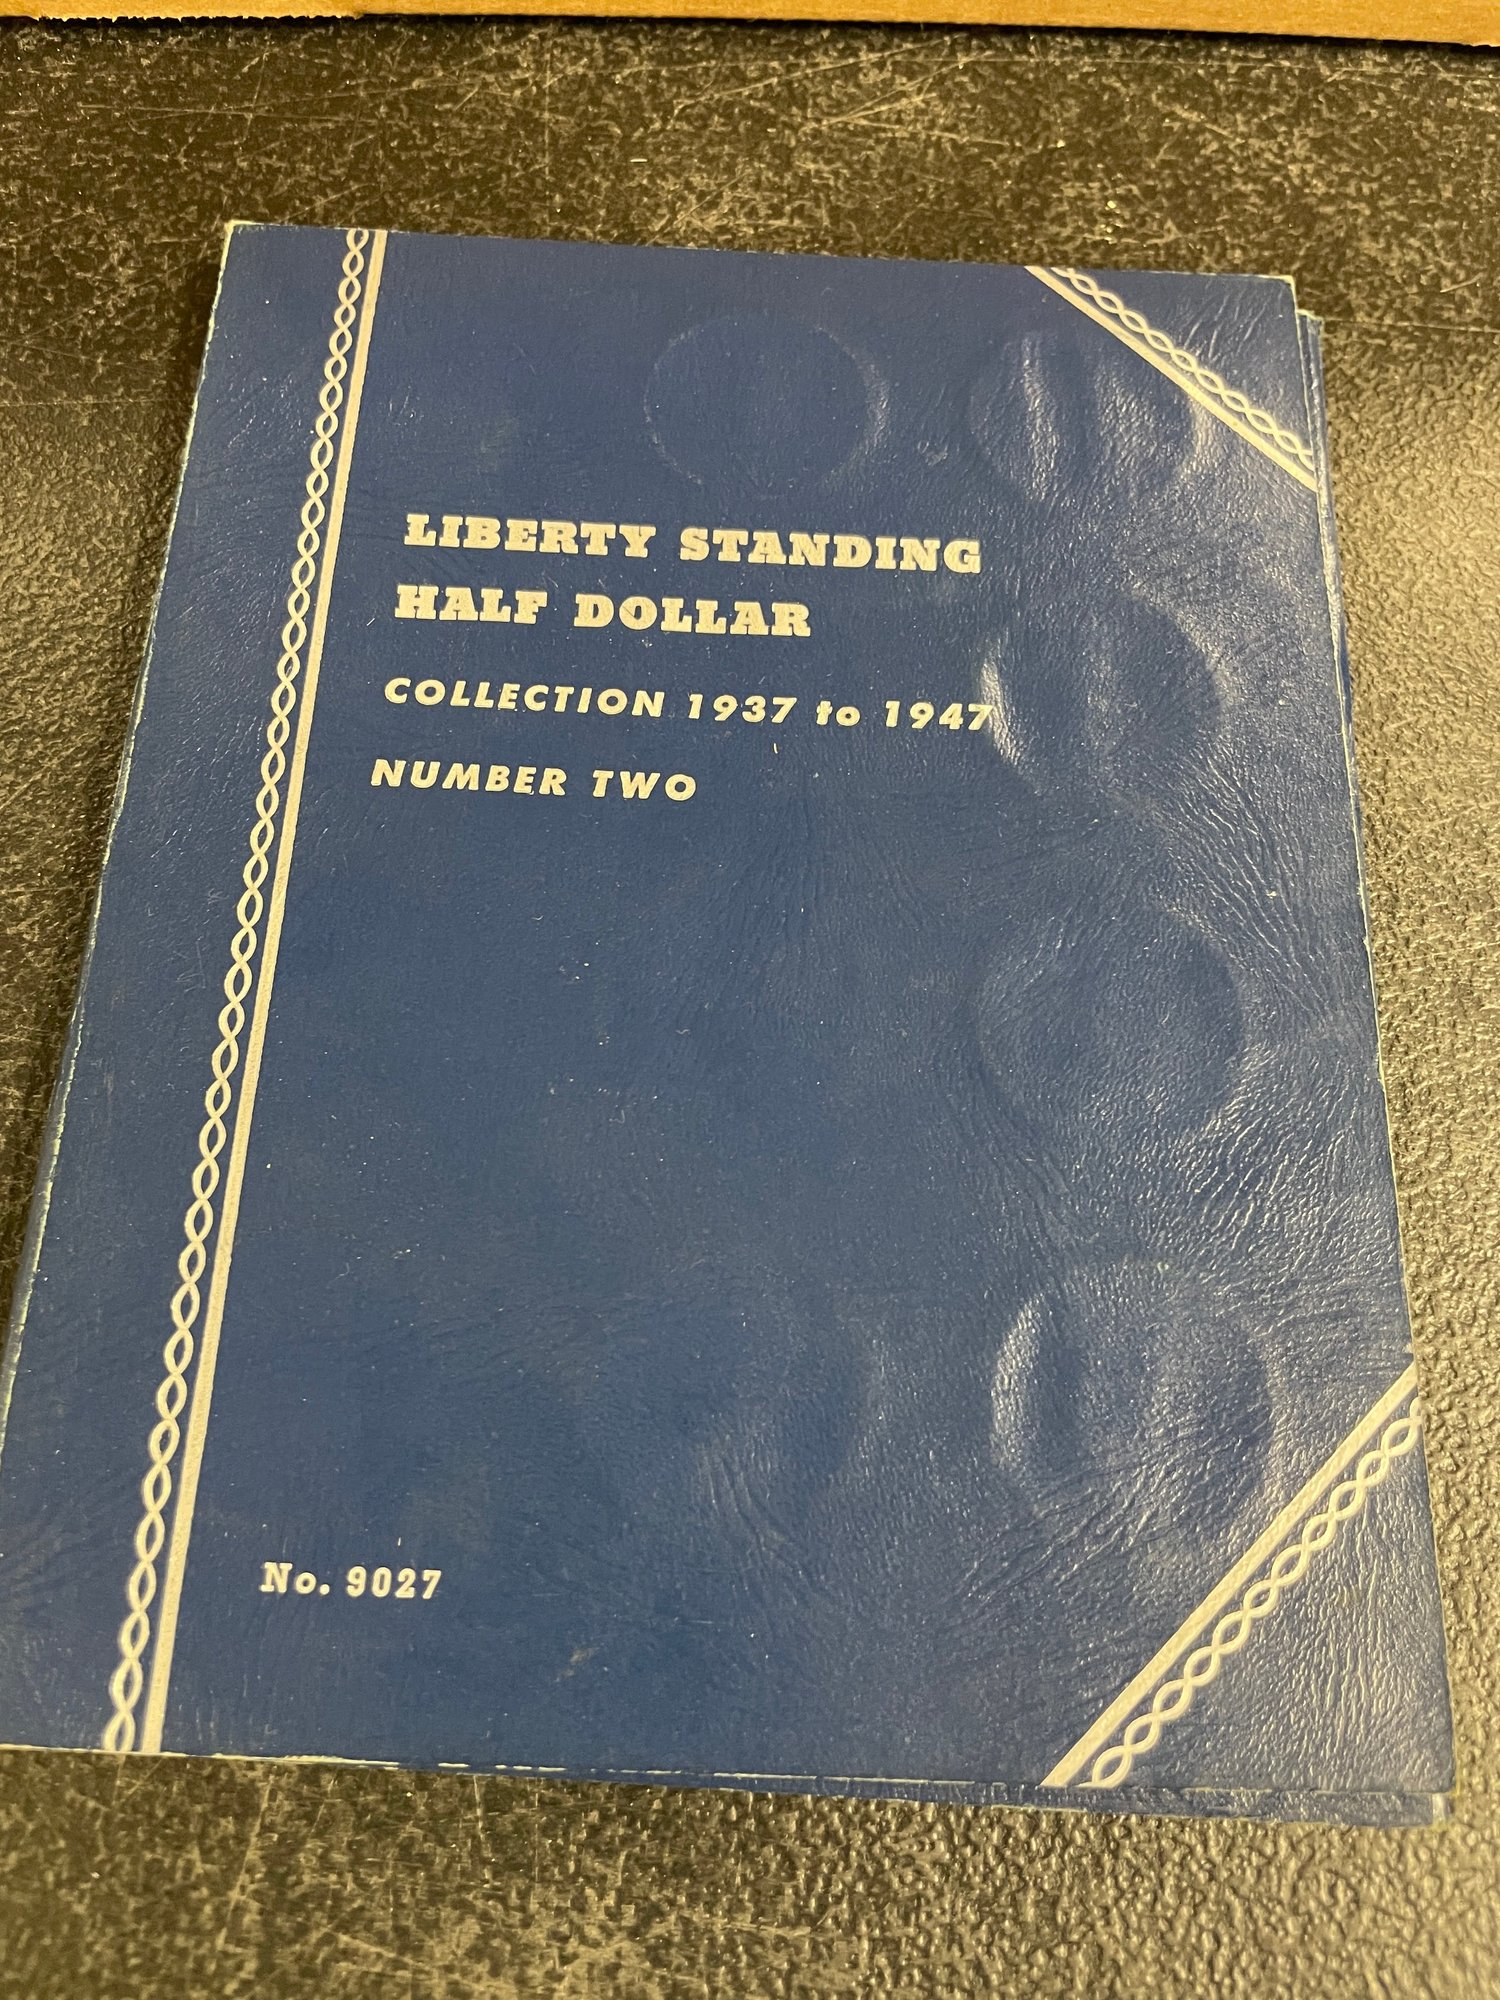 LIBERTY STANDING
HALF DOLLAR
COLLECTION 1937 to 1947
NUMBER TWO
No. 9027